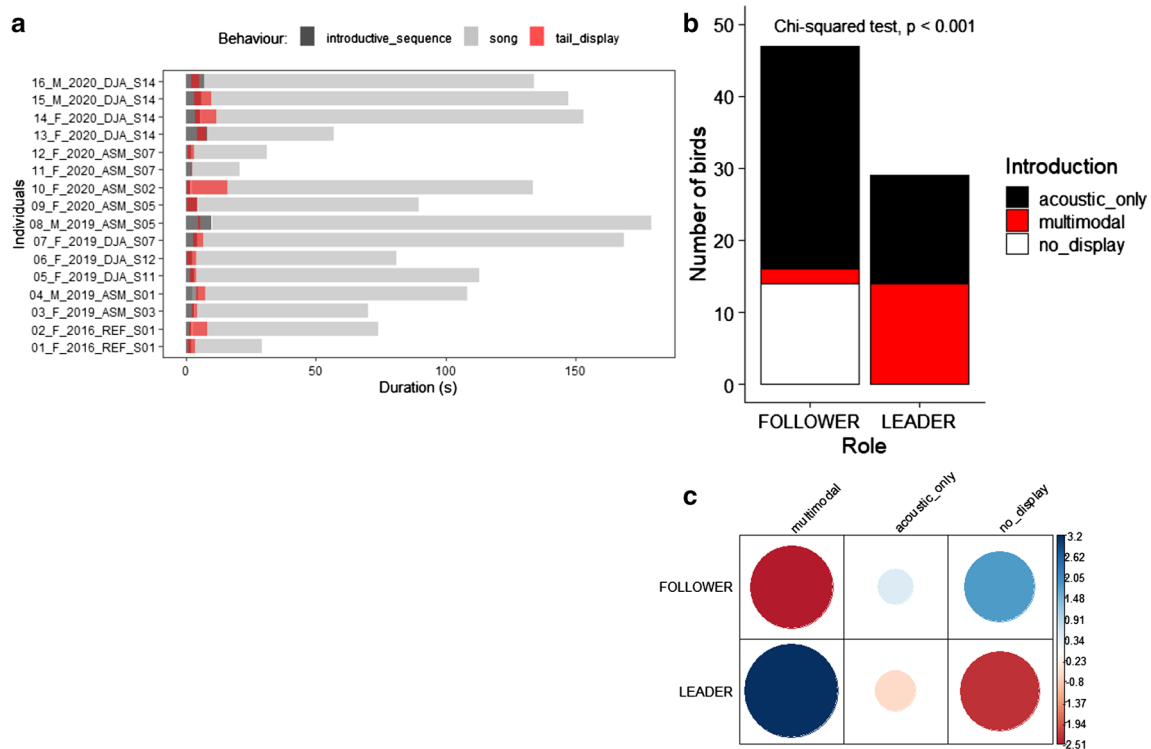 a
Behaviour: introductive_sequence song tail_display
Individuals
16_M_2020_DJA_S14
15_M_2020_DJA_S14
14_F_2020_DJA_S14
13_F_2020_DJA_S14
12_F_2020_ASM_S07
11_F_2020_ASM_S07
10_F_2020_ASM_S02
09_F_2020_ASM_S05
08_M_2019_ASM_S05
07_F_2019_DJA_S07
06_F_2019_DJA_S12
05_F_2019_DJA_S11
04_M_2019_ASM_S01
03_F_2019_ASM_S03
02_F_2016_REF_S01
01_F_2016_REF_S01
0 50 100 150
Duration (s)
b
Chi-squared test, p < 0.001
Number of birds
50
40
30
20
10
0
FOLLOWER LEADER
Role
Introduction
acoustic_only
multimodal
no_display
c
multimodal acoustic_only no_display
FOLLOWER
LEADER
3.2
2.62
2.05
1.48
0.91
0.34
-0.23
-0.8
-1.37
-1.94
-2.51